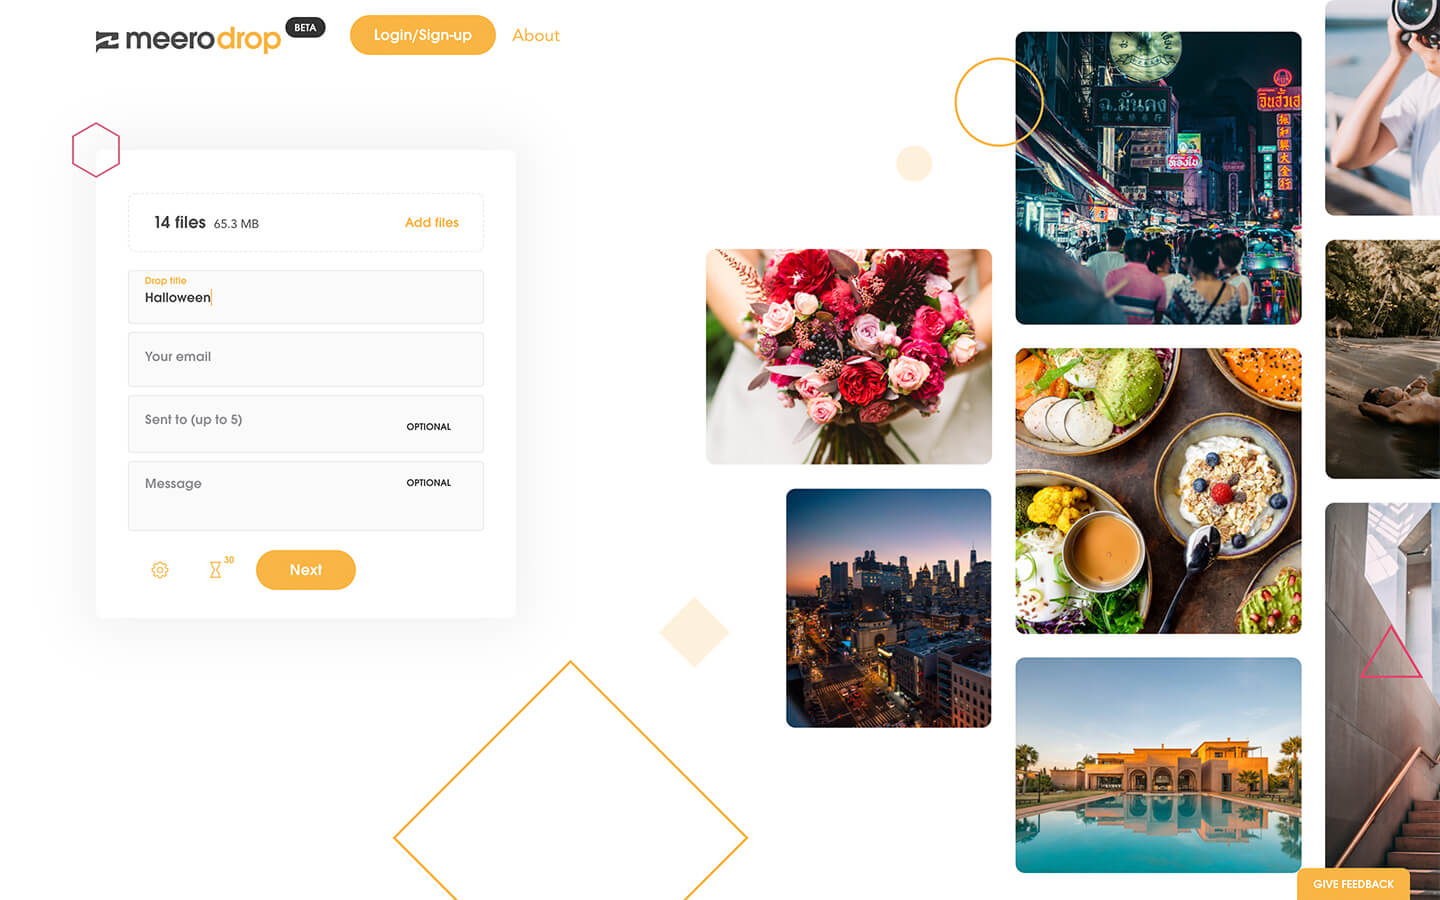 meerodrop
BETA
Login/Sign-up
About
14 files 65.3 MB
Add files
Drop title
Halloween
Your email
Sent to (up to 5)
OPTIONAL
Message
OPTIONAL
30
Next
ฉ.มั่นคง
GIVE FEEDBACK